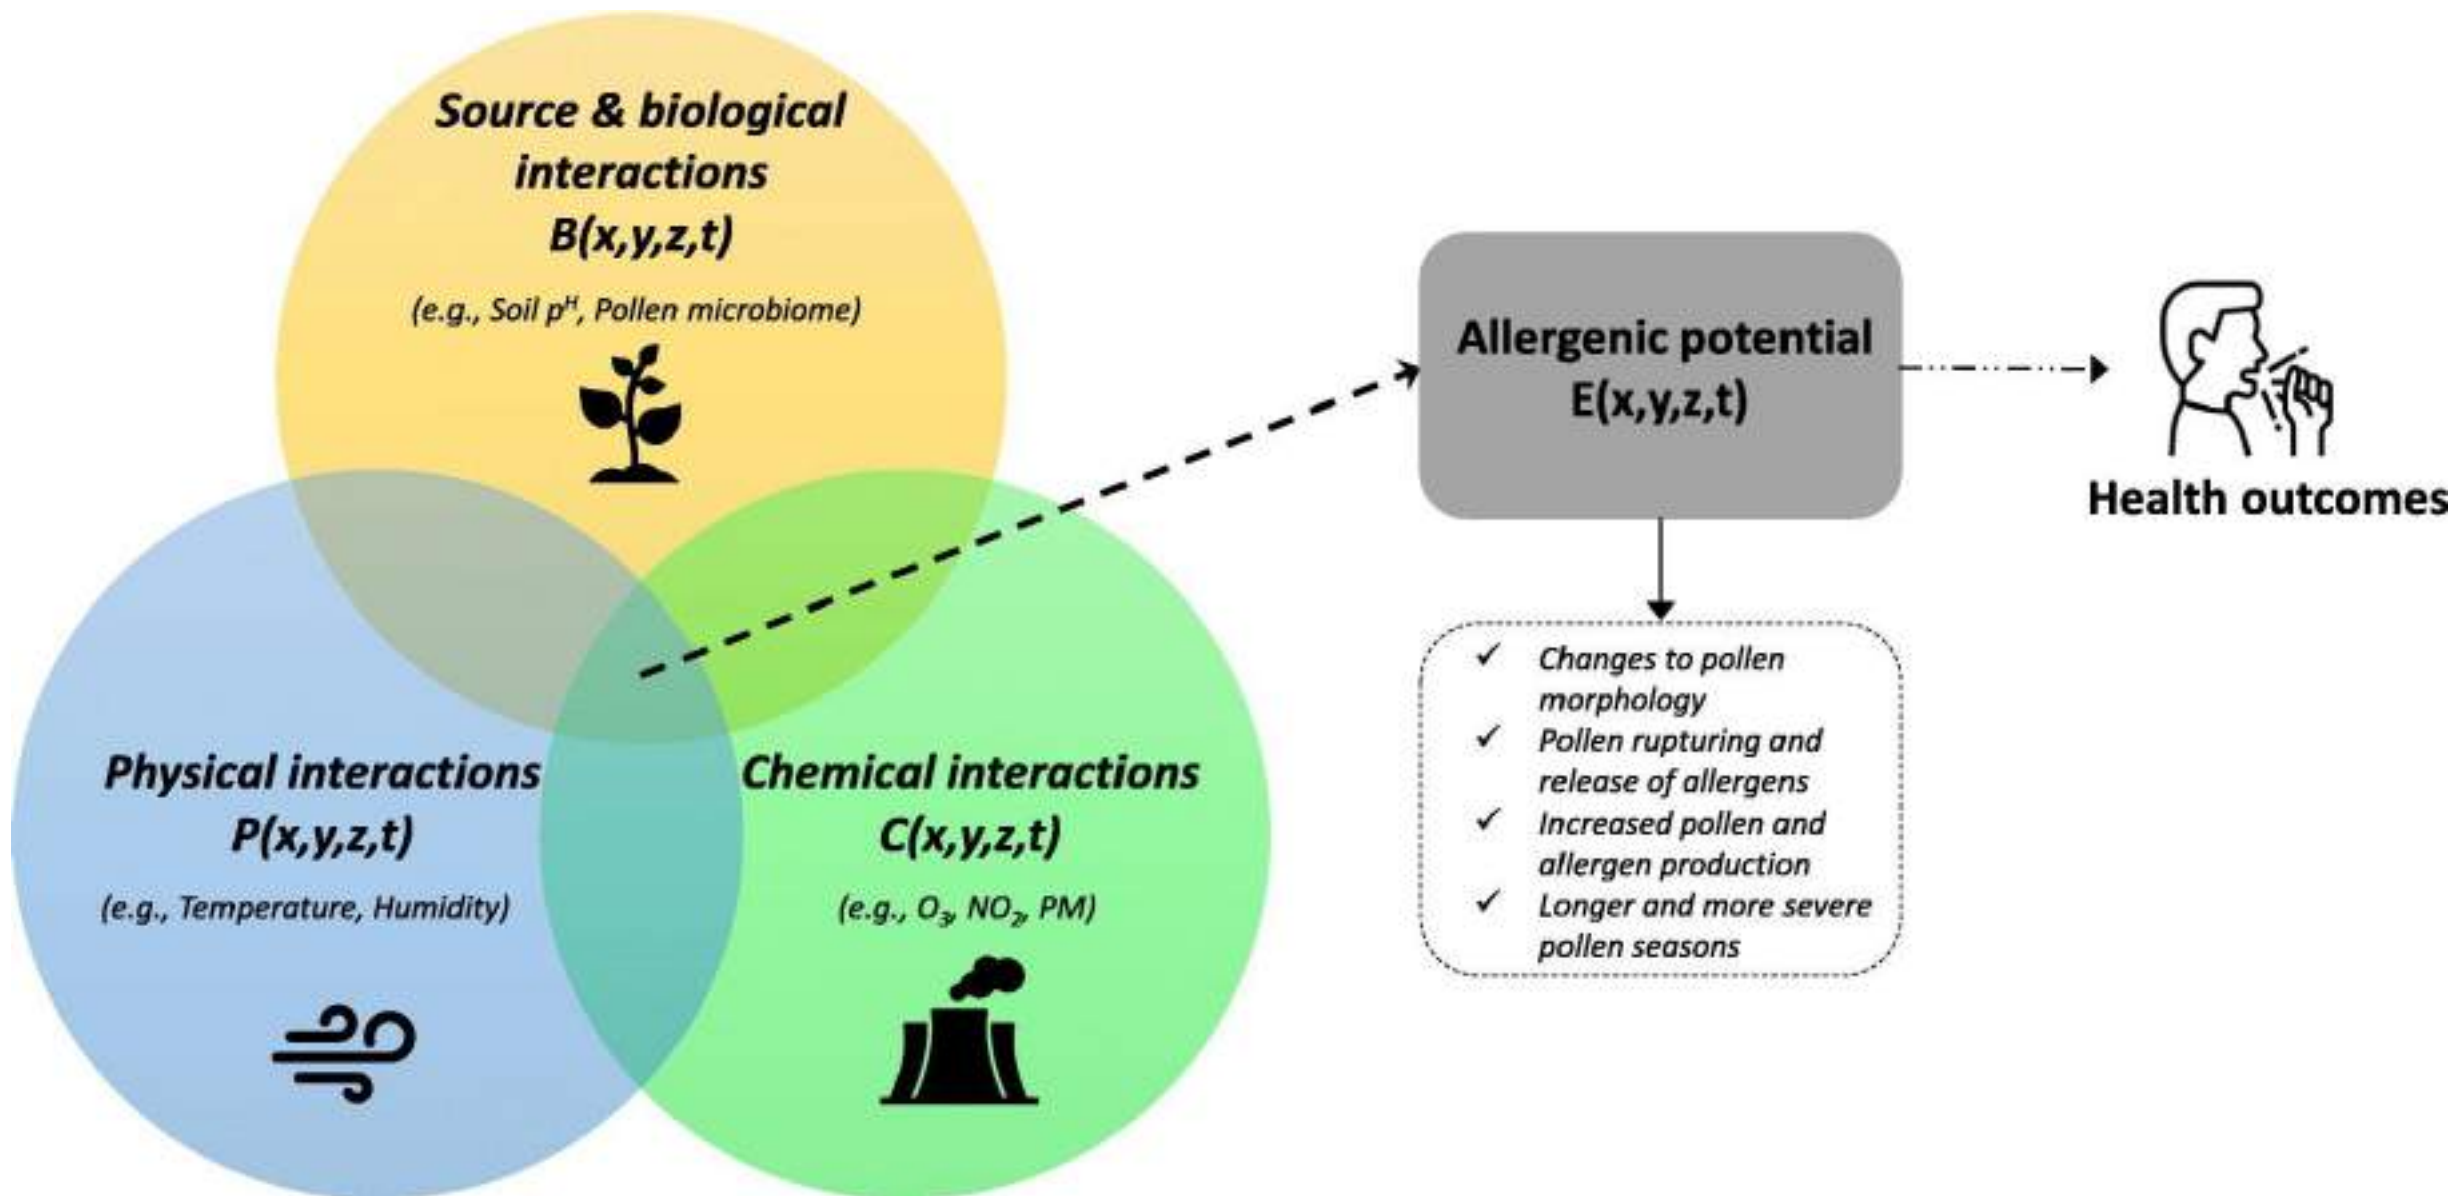 Source & biological
interactions
B(x,y,z,t)
(e.g., Soil pᴴ, Pollen microbiome)
Physical interactions
P(x,y,z,t)
(e.g., Temperature, Humidity)
Chemical interactions
C(x,y,z,t)
(e.g., O₃, NO₂, PM)
Allergenic potential
E(x,y,z,t)
Health outcomes
✓ Changes to pollen
morphology
✓ Pollen rupturing and
release of allergens
✓ Increased pollen and
allergen production
✓ Longer and more severe
pollen seasons